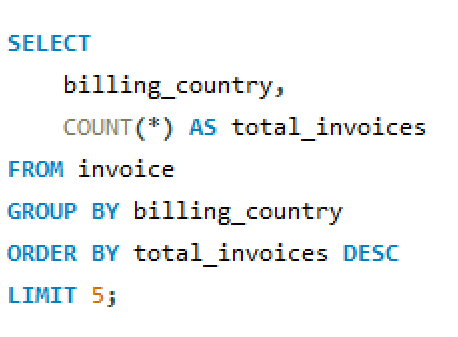 SELECT
    billing_country,
    COUNT(*) AS total_invoices
FROM invoice
GROUP BY billing_country
ORDER BY total_invoices DESC
LIMIT 5;